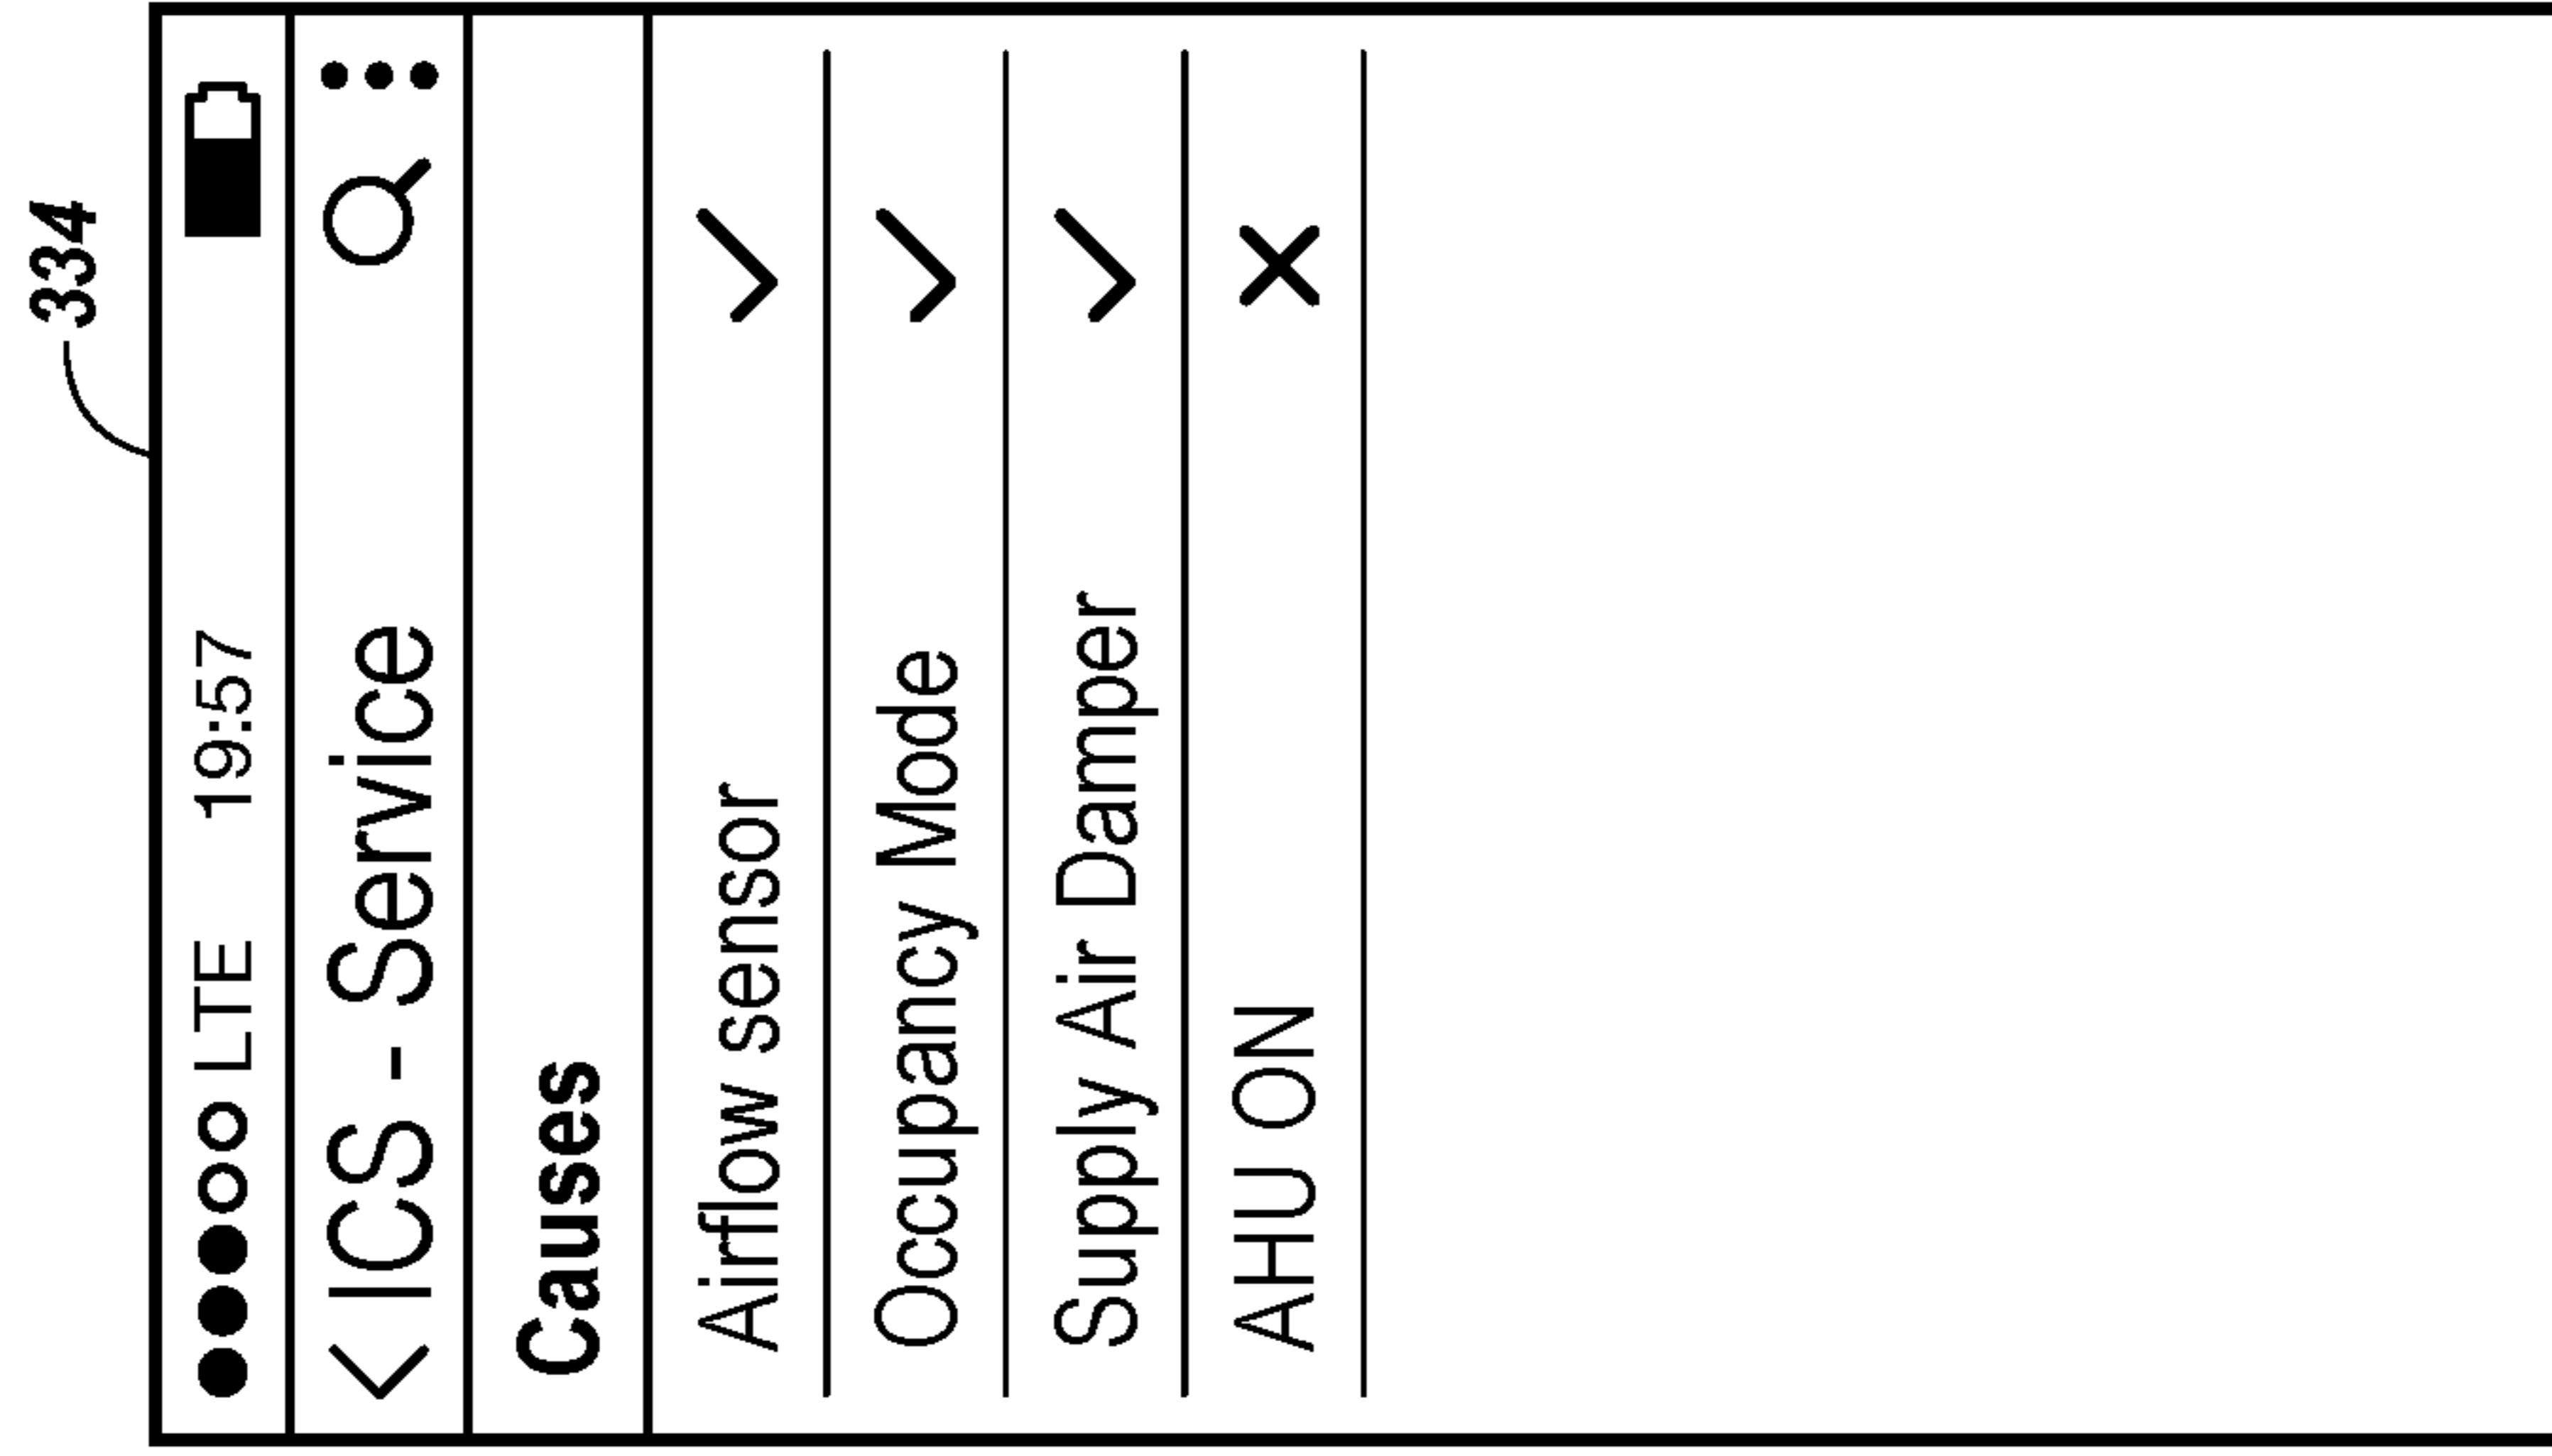 334
LTE 19:57
< ICS - Service
Causes
Airflow sensor
Occupancy Mode
Supply Air Damper
AHU ON